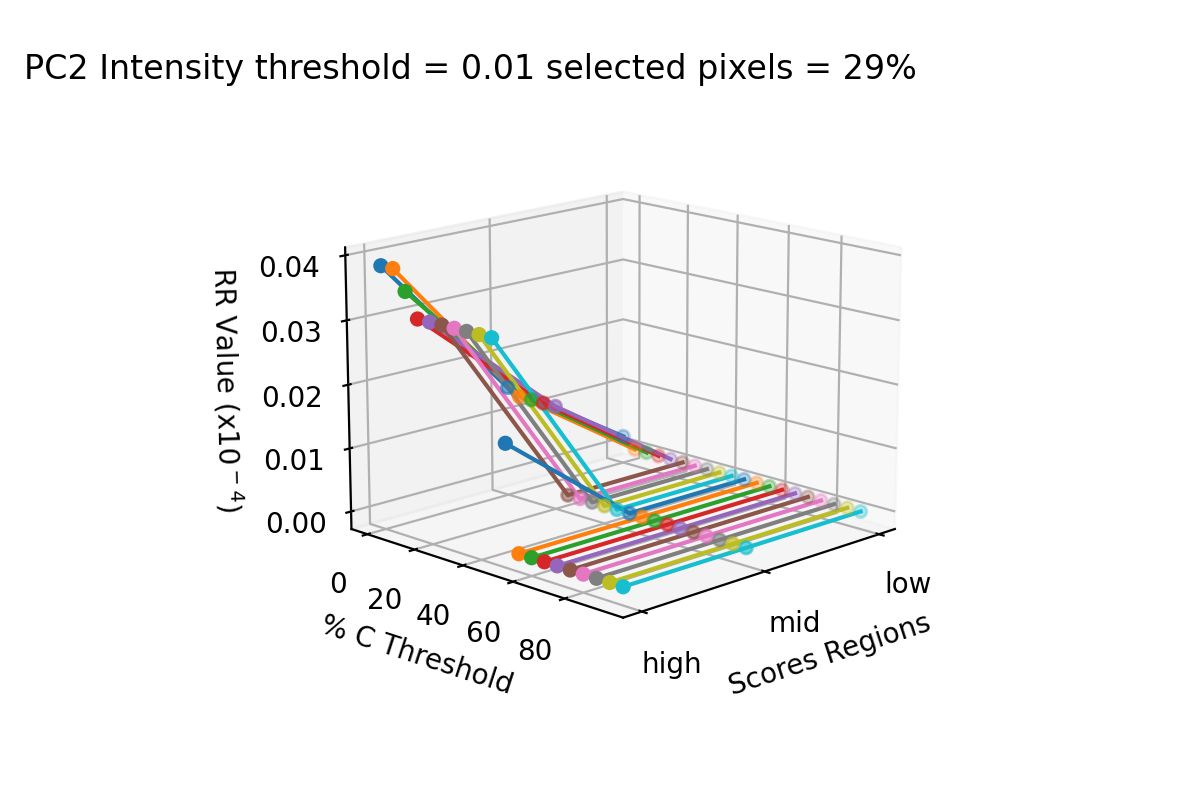 PC2 Intensity threshold = 0.01 selected pixels = 29%
0.04
0.03
0.02
0.01
0.00
RR Value (x10⁻⁴)
0
20
40
60
80
% C Threshold
high
mid
low
Scores Regions